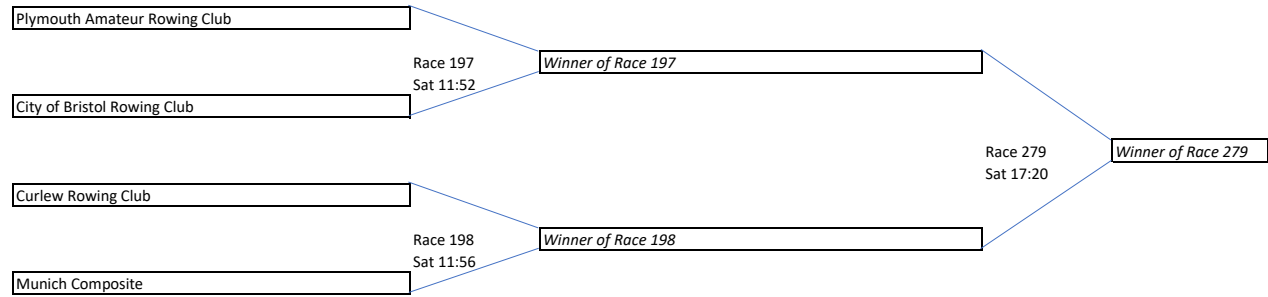 Plymouth Amateur Rowing Club
Race 197
Winner of Race 197
Sat 11:52
City of Bristol Rowing Club
Race 279
Winner of Race 279
Sat 17:20
Curlew Rowing Club
Race 198
Winner of Race 198
Sat 11:56
Munich Composite